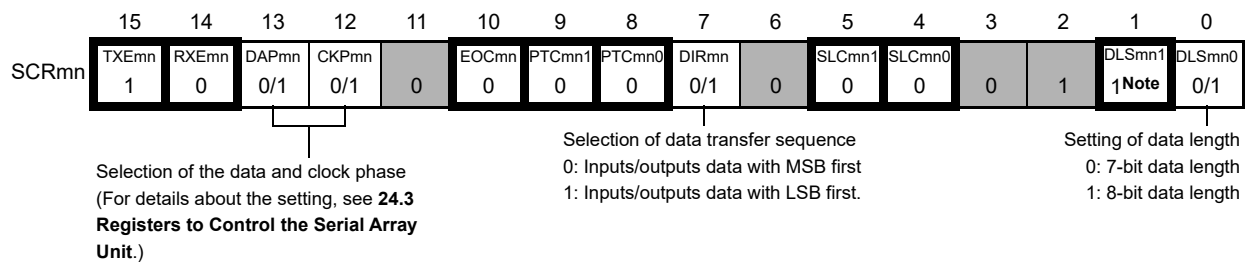 15 14 13 12 11 10 9 8 7 6 5 4 3 2 1 0
SCRmn
TXEmn RXEmn DAPmn CKPmn EOCmn PTCmn1 PTCmn0 DIRmn SLCmn1 SLCmn0 DLSmn1 DLSmn0
1 0 0/1 0/1 0 0 0 0 0/1 0 0 0 0 1 1Note 0/1
Selection of the data and clock phase
(For details about the setting, see 24.3
Registers to Control the Serial Array
Unit.)
Selection of data transfer sequence
0: Inputs/outputs data with MSB first
1: Inputs/outputs data with LSB first.
Setting of data length
0: 7-bit data length
1: 8-bit data length